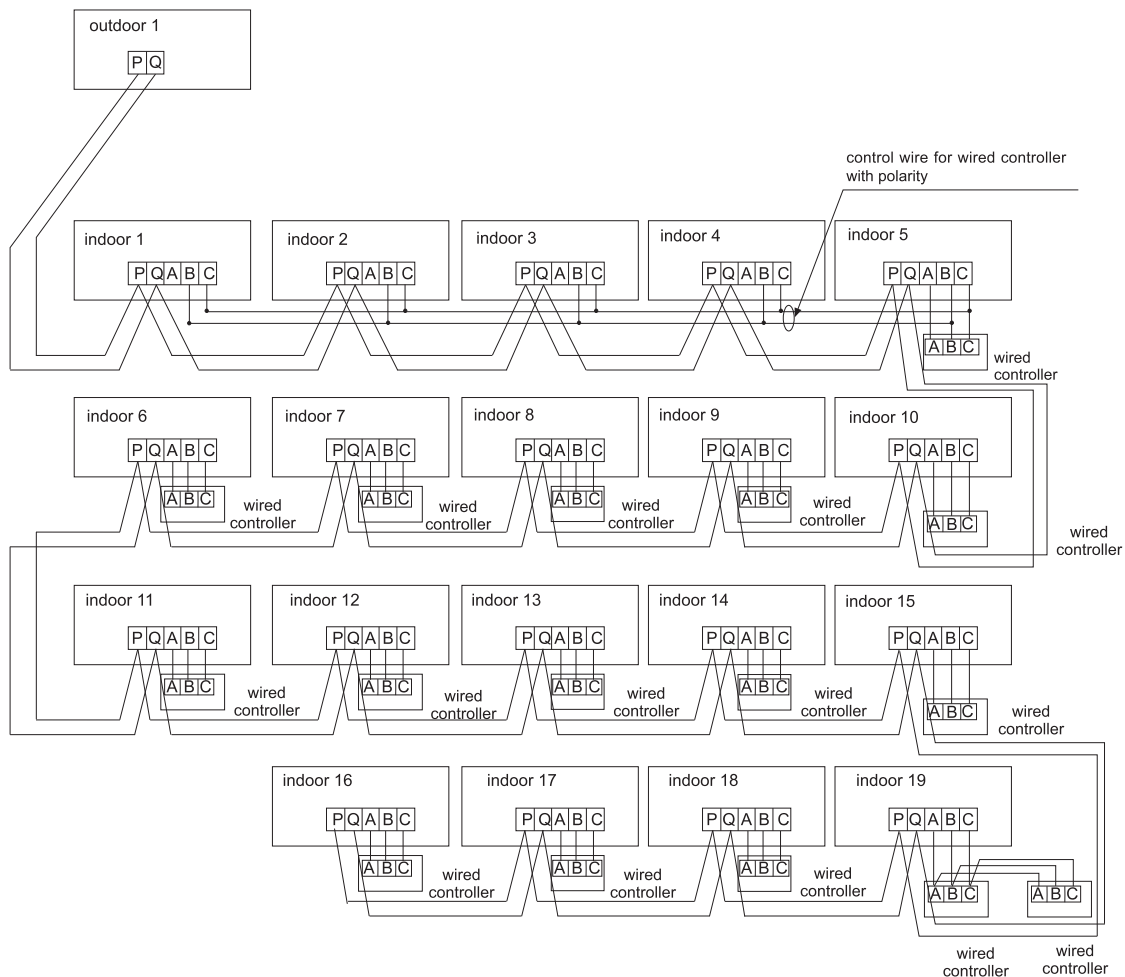 outdoor 1
P Q
control wire for wired controller
with polarity
indoor 1
P Q A B C
indoor 2
P Q A B C
indoor 3
P Q A B C
indoor 4
P Q A B C
indoor 5
P Q A B C
A B C
wired
controller
indoor 6
P Q A B C
A B C
wired
controller
indoor 7
P Q A B C
A B C
wired
controller
indoor 8
P Q A B C
A B C
wired
controller
indoor 9
P Q A B C
A B C
wired
controller
indoor 10
P Q A B C
A B C
wired
controller
indoor 11
P Q A B C
A B C
wired
controller
indoor 12
P Q A B C
A B C
wired
controller
indoor 13
P Q A B C
A B C
wired
controller
indoor 14
P Q A B C
A B C
wired
controller
indoor 15
P Q A B C
A B C
wired
controller
indoor 16
P Q A B C
A B C
wired
controller
indoor 17
P Q A B C
A B C
wired
controller
indoor 18
P Q A B C
A B C
wired
controller
indoor 19
P Q A B C
A B C
A B C
wired
controller
wired
controller